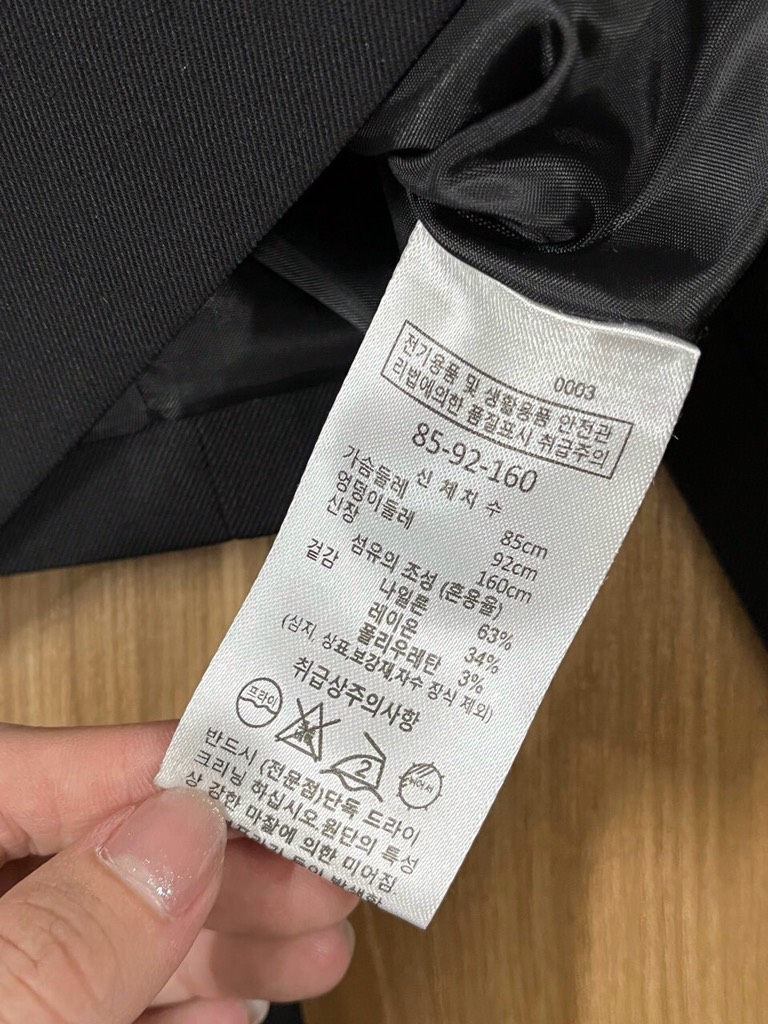 0003
전기용품 및 생활용품 안전관
리법에의한 품질표시 취급주의
85-92-160
신 체 치 수
가슴둘레 85cm
엉덩이둘레 92cm
신장 160cm
섬유의 조성 (혼용율)
겉감 나일론 63%
레이온 34%
폴리우레탄 3%
(심지, 상표,보강재,자수 장식 제외)
취급상주의사항
드라이
2
반드시 (전문점)단독 드라이
크리닝 하십시오.원단의 특성
상 강한 마찰에 의한 미어짐